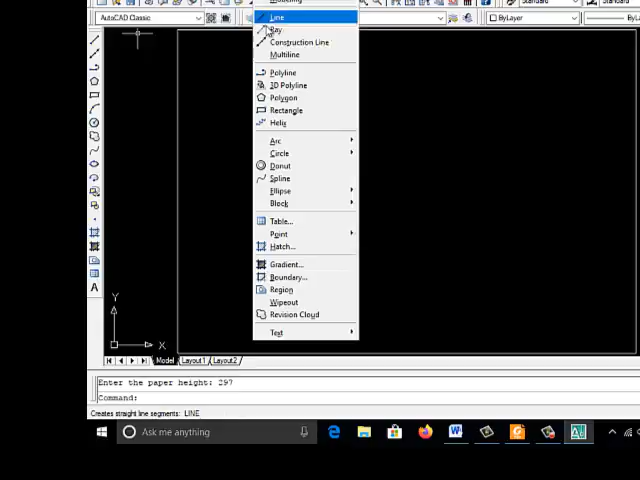 Modeling
Standard
AutoCAD Classic
ByLayer
ByLayer
Line
Ray
Construction Line
Multiline
Polyline
3D Polyline
Polygon
Rectangle
Helix
Arc
Circle
Donut
Spline
Ellipse
Block
Table...
Point
Hatch...
Gradient...
Boundary...
Region
Wipeout
Revision Cloud
Text
A
Y
X
Model Layout1 Layout2
Enter the paper height: 297
Command:
Creates straight line segments: LINE
Ask me anything